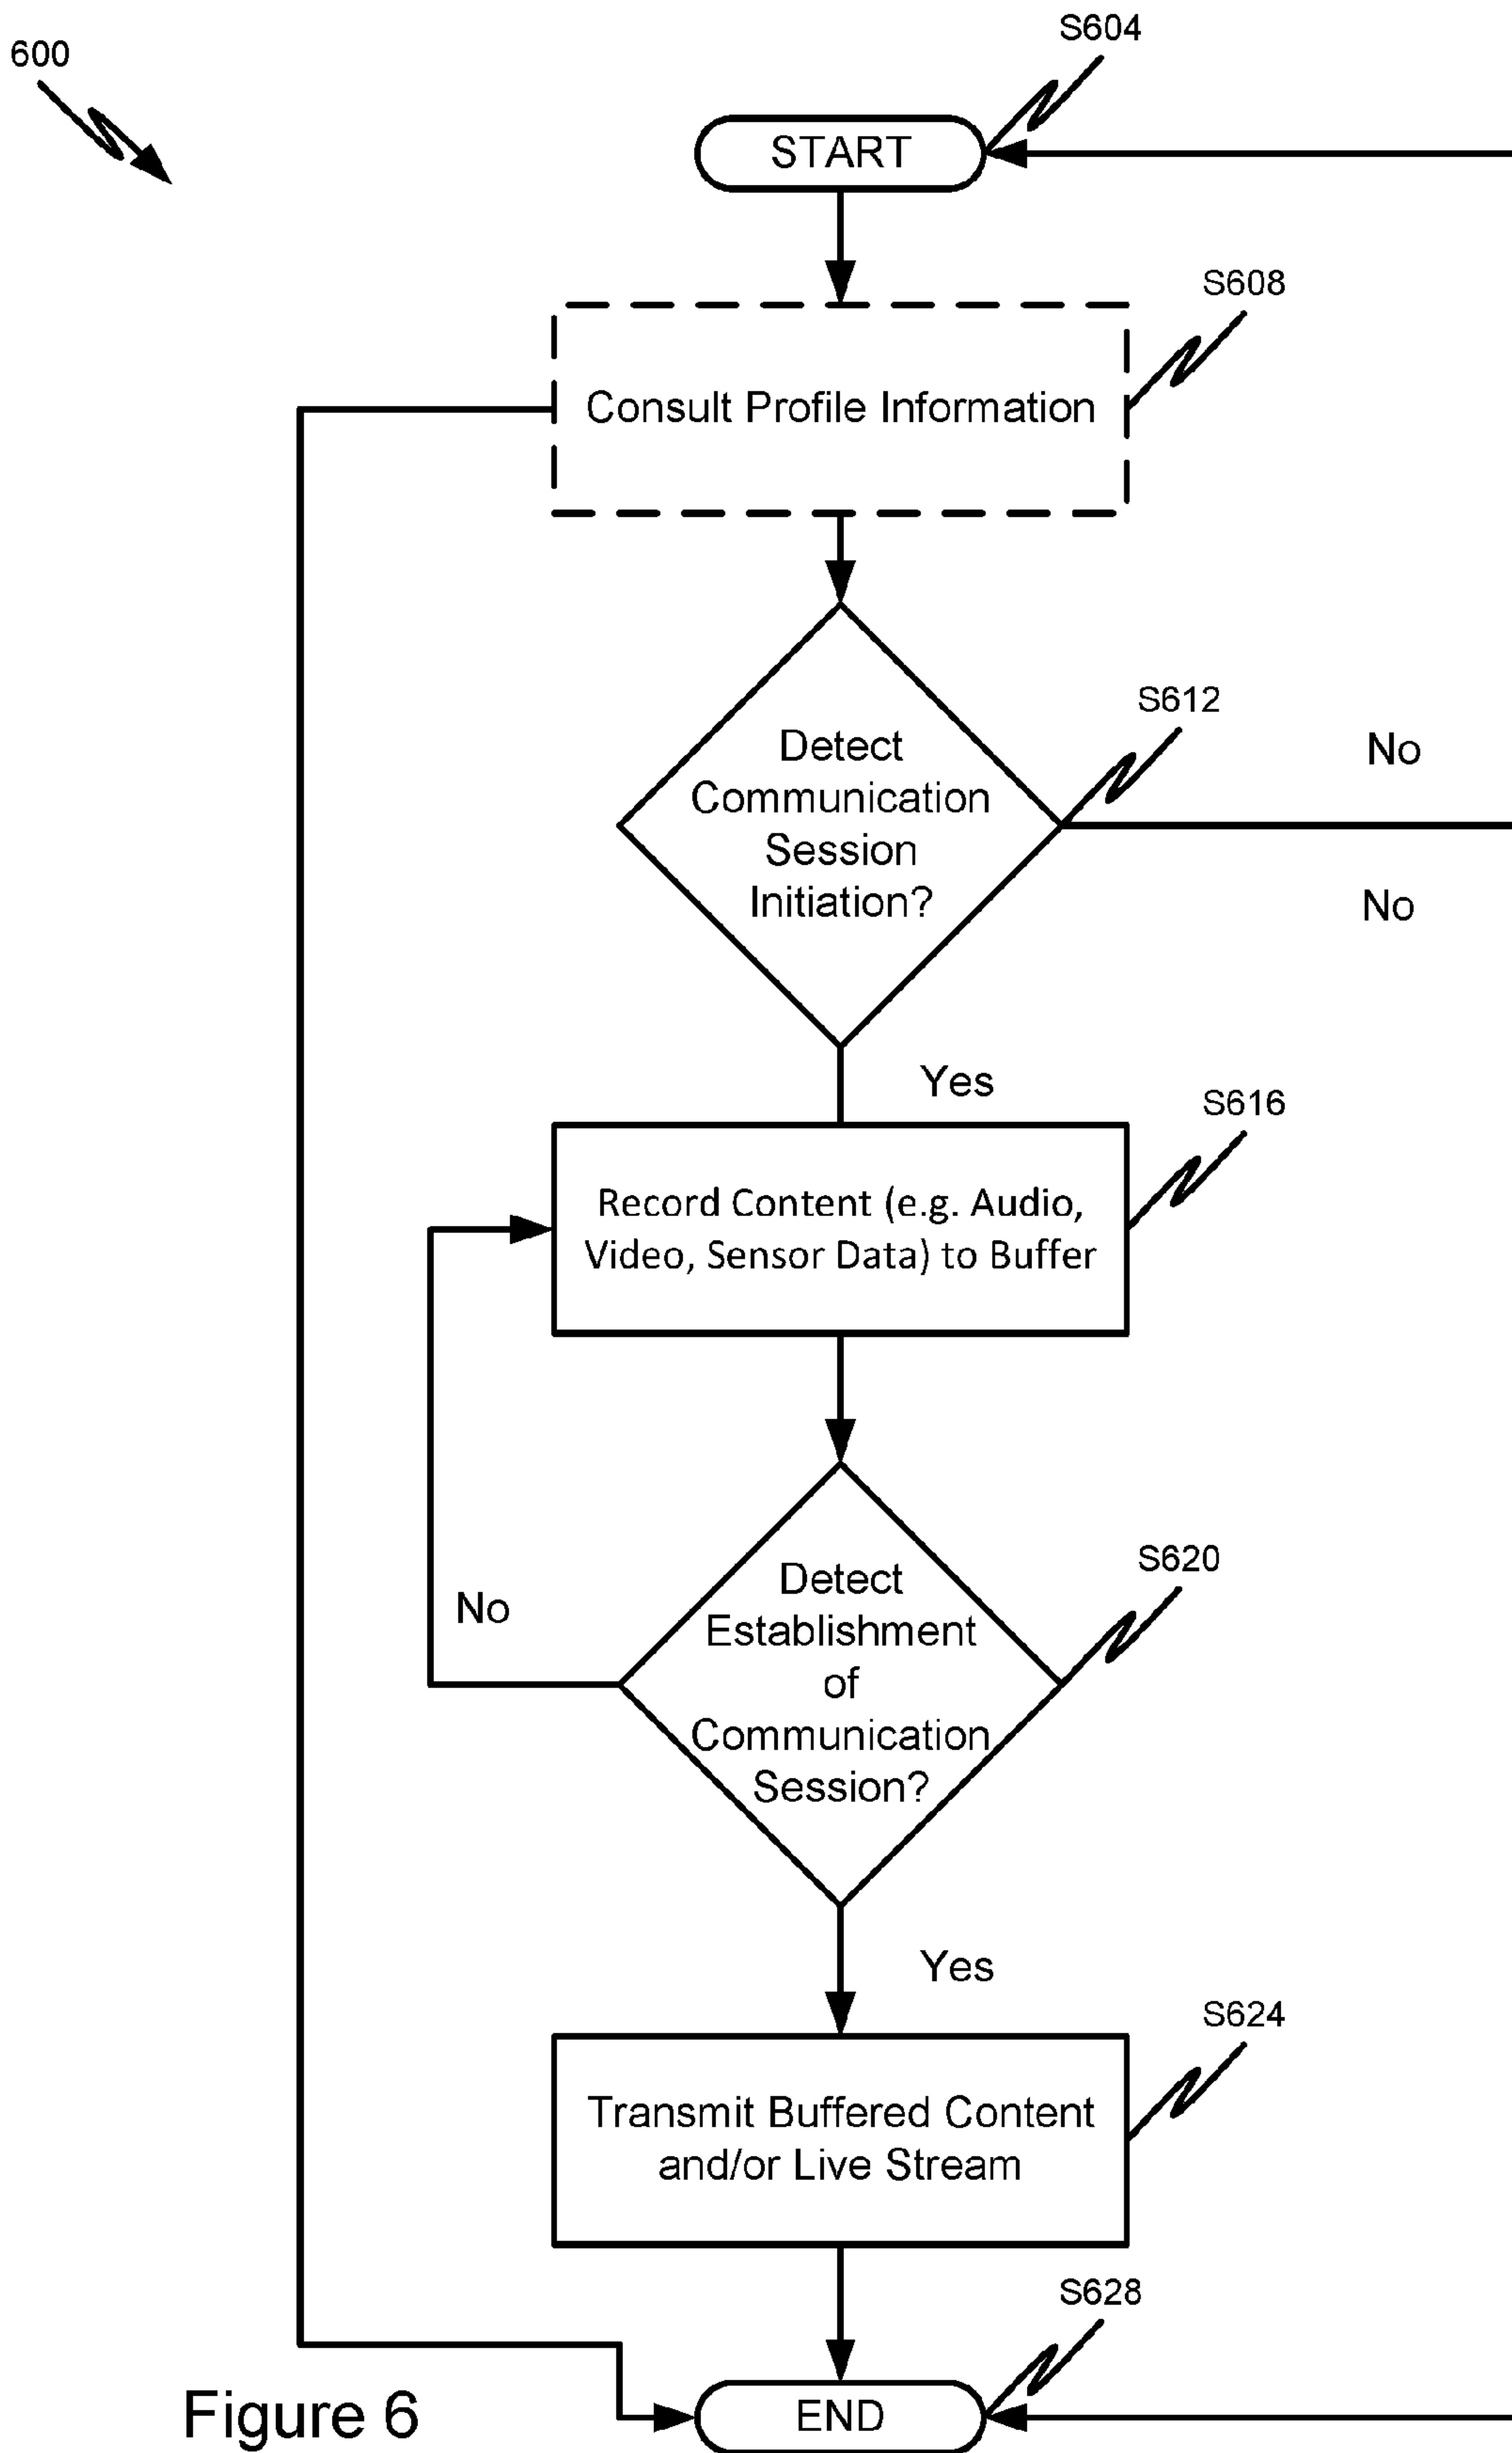 600
S604
START
S608
Consult Profile Information
S612
Detect
Communication
Session
Initiation?
No
No
Yes
S616
Record Content (e.g. Audio,
Video, Sensor Data) to Buffer
S620
Detect
Establishment
of
Communication
Session?
No
Yes
S624
Transmit Buffered Content
and/or Live Stream
S628
END
Figure 6